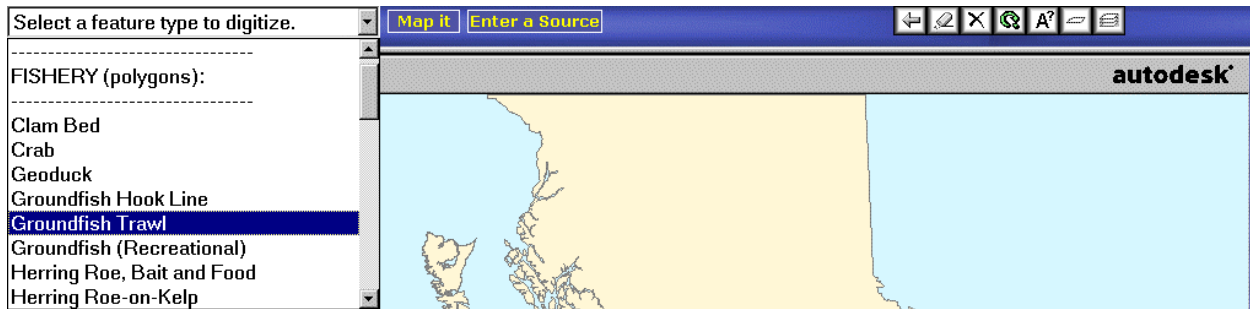 Select a feature type to digitize.
Map it
Enter a Source
A?
---------------------------------
FISHERY (polygons):
---------------------------------
Clam Bed
Crab
Geoduck
Groundfish Hook Line
Groundfish Trawl
Groundfish (Recreational)
Herring Roe, Bait and Food
Herring Roe-on-Kelp
autodesk